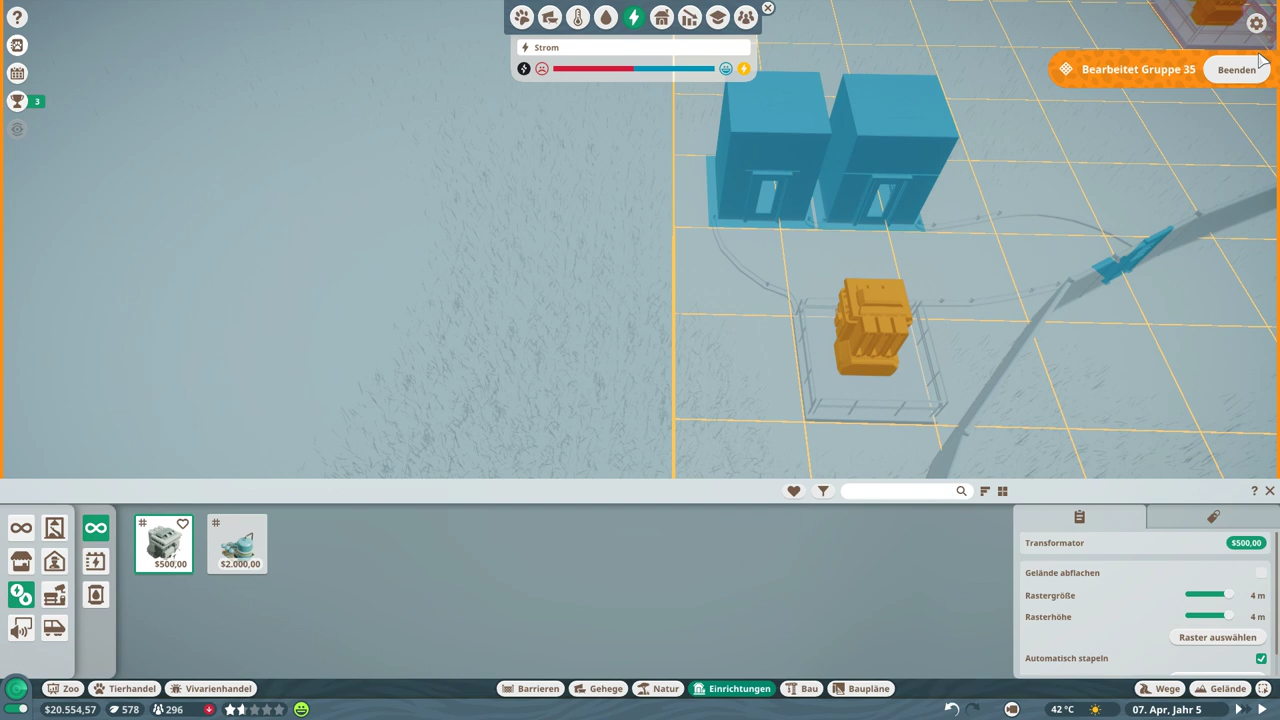 Strom
3
Bearbeitet Gruppe 35
Beenden
?
$500,00
$2.000,00
Transformator
$500,00
Gelände abflachen
Rastergröße
4 m
Rasterhöhe
4 m
Raster auswählen
Automatisch stapeln
Zoo
Tierhandel
Vivarienhandel
Barrieren
Gehege
Natur
Einrichtungen
Bau
Baupläne
Wege
Gelände
$20.554,57
578
296
42 °C
07. Apr, Jahr 5